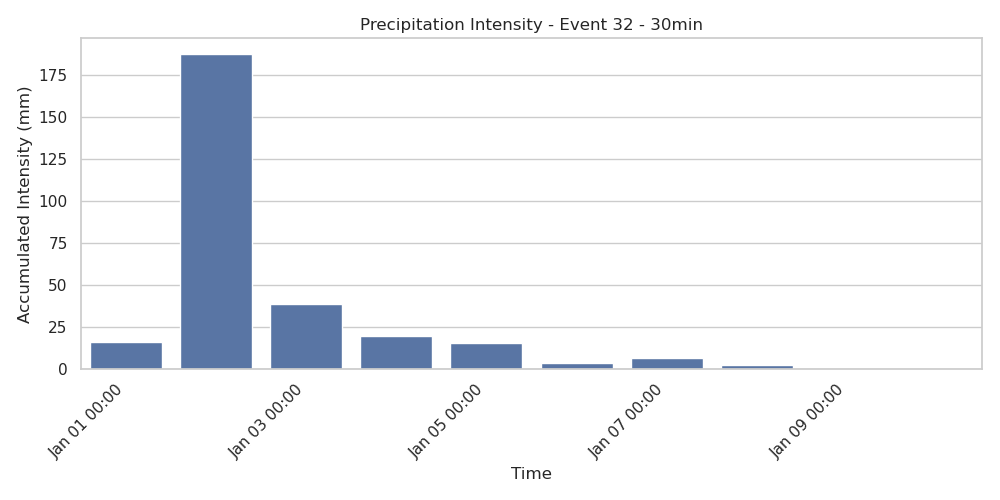 Precipitation Intensity - Event 32 - 30min
Accumulated Intensity (mm)
175
150
125
100
75
50
25
0
Jan 01 00:00
Jan 03 00:00
Jan 05 00:00
Jan 07 00:00
Jan 09 00:00
Time